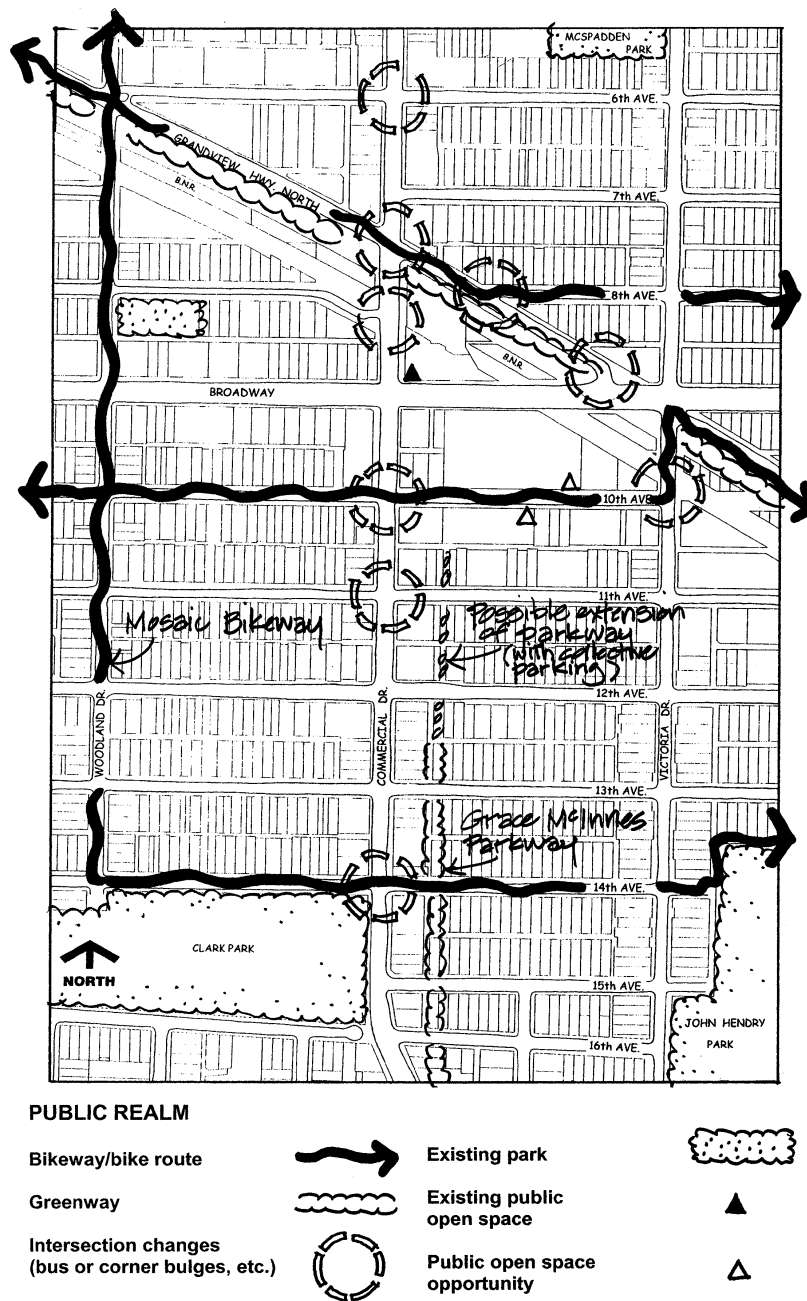 MCSPADDEN
PARK
6th AVE.
GRANDVIEW HWY. NORTH
B.N.R.
7th AVE.
8th AVE.
B.N.R.
BROADWAY
10th AVE.
11th AVE.
Mosaic Bikeway
Possible extension
of parkway
(with collective
parking)
12th AVE.
WOODLAND DR.
COMMERCIAL DR.
VICTORIA DR.
13th AVE.
Grace McInnes
Parkway
14th AVE.
CLARK PARK
NORTH
15th AVE.
JOHN HENDRY
PARK
16th AVE.
PUBLIC REALM
Bikeway/bike route
Existing park
Greenway
Existing public
open space
Intersection changes
(bus or corner bulges, etc.)
Public open space
opportunity